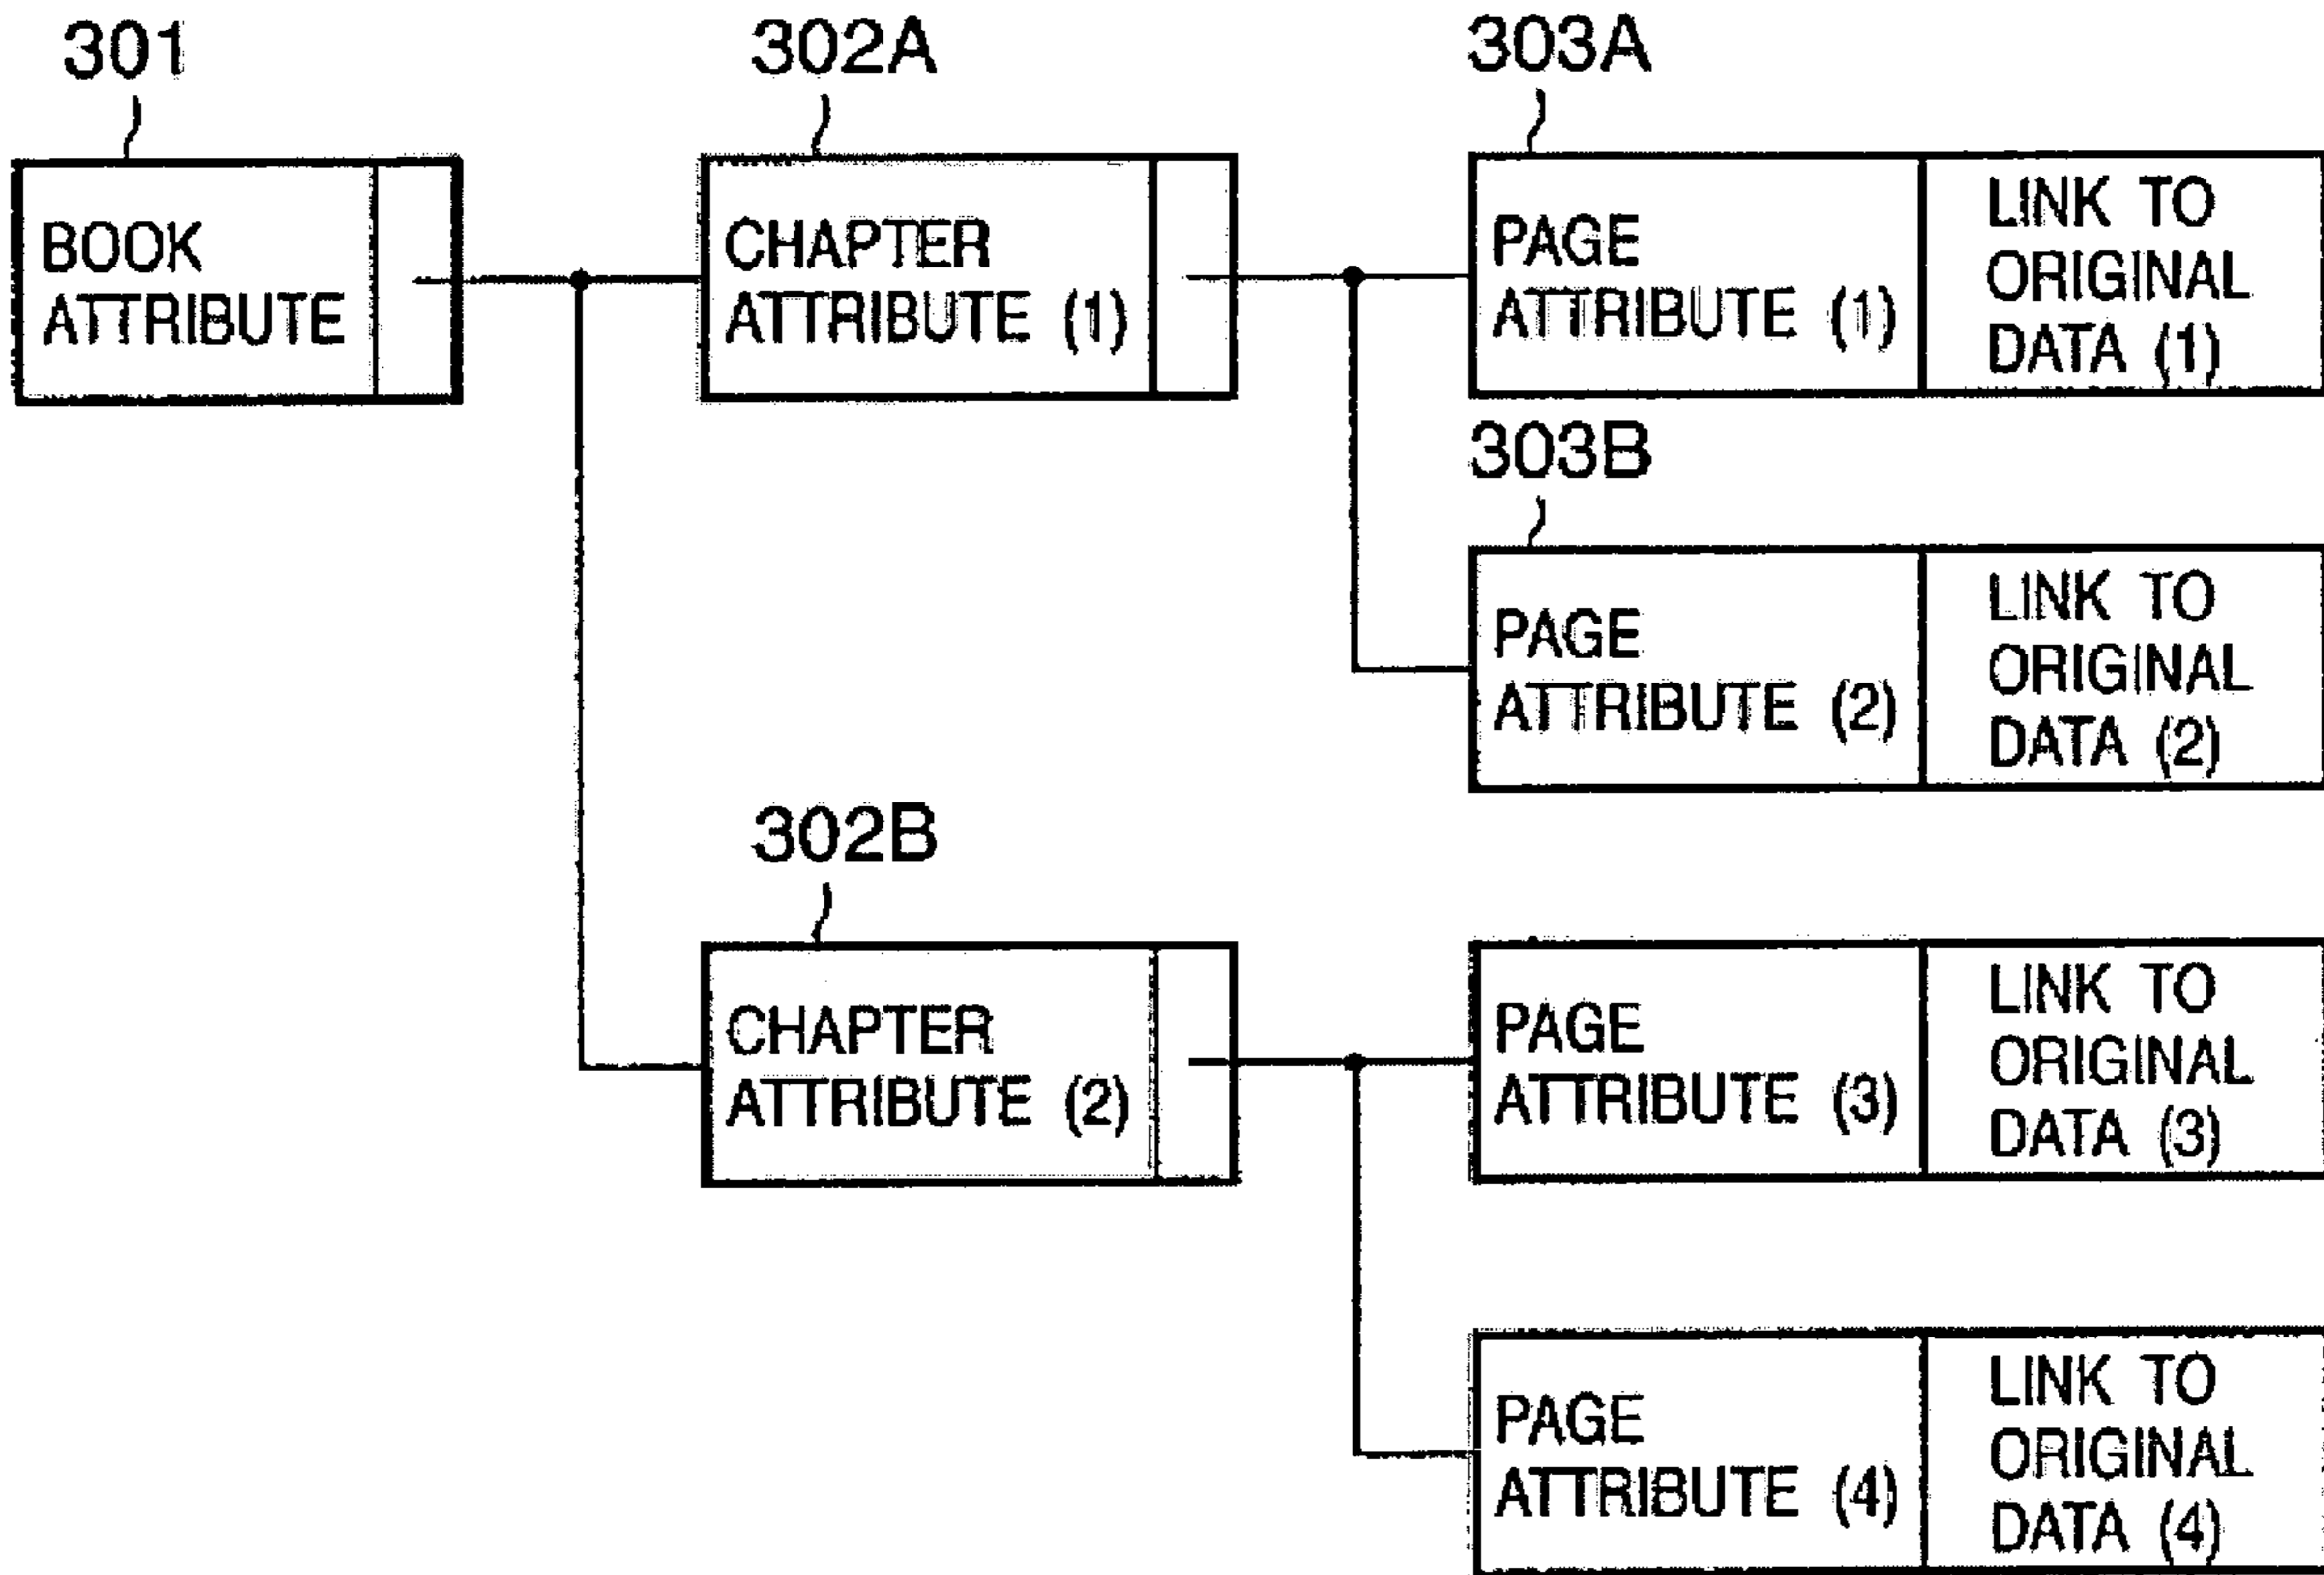 301
302A
303A
BOOK
ATTRIBUTE
CHAPTER
ATTRIBUTE (1)
PAGE
ATTRIBUTE (1)
LINK TO
ORIGINAL
DATA (1)
303B
PAGE
ATTRIBUTE (2)
LINK TO
ORIGINAL
DATA (2)
302B
CHAPTER
ATTRIBUTE (2)
PAGE
ATTRIBUTE (3)
LINK TO
ORIGINAL
DATA (3)
PAGE
ATTRIBUTE (4)
LINK TO
ORIGINAL
DATA (4)